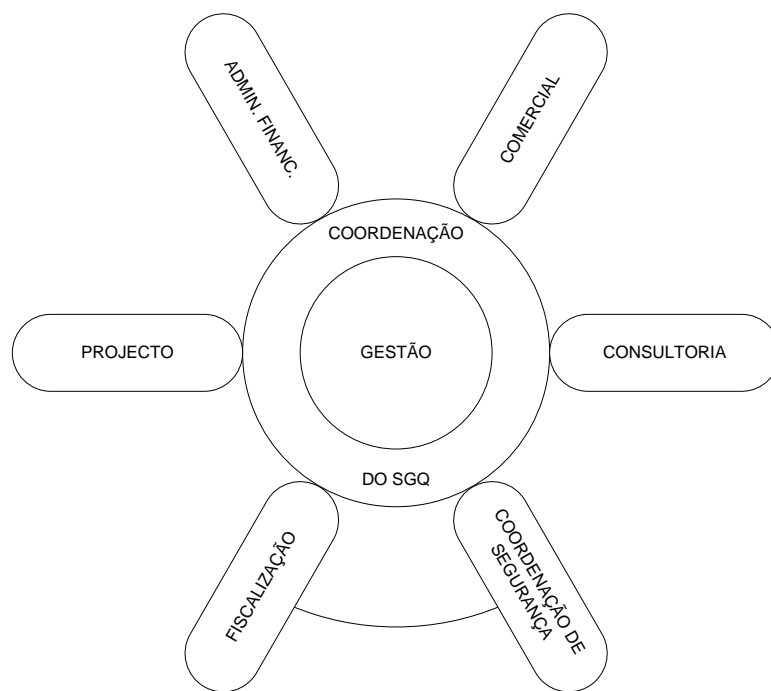 ADMIN. FINANC.
COMERCIAL
COORDENAÇÃO
PROJECTO
GESTÃO
CONSULTORIA
DO SGQ
FISCALIZAÇÃO
COORDENAÇÃO DE
SEGURANÇA